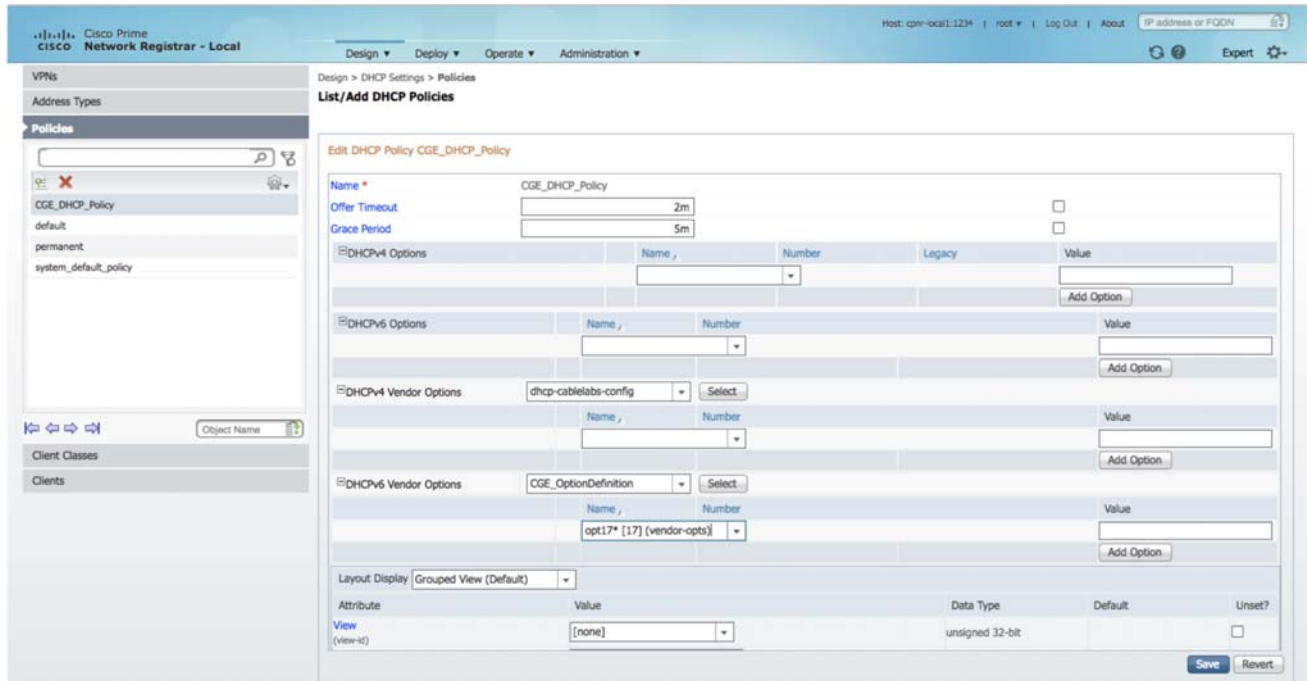 Host: cpnr-local1:1234 | root | Log Out | About IP address or FQDN
Cisco Prime
CISCO Network Registrar - Local
Design Deploy Operate Administration
Expert
VPNs
Address Types
Policies
CGE_DHCP_Policy
default
permanent
system_default_policy
Object Name
Client Classes
Clients
Design > DHCP Settings > Policies
List/Add DHCP Policies
Edit DHCP Policy CGE_DHCP_Policy
Name * CGE_DHCP_Policy
Offer Timeout 2m
Grace Period 5m
DHCPv4 Options Name Number Legacy Value
Add Option
DHCPv6 Options Name Number Value
Add Option
DHCPv4 Vendor Options dhcp-cablelabs-config Select
Name Number Value
Add Option
DHCPv6 Vendor Options CGE_OptionDefinition Select
Name Number Value
opt17* [17] (vendor-opts)
Add Option
Layout Display Grouped View (Default)
Attribute Value Data Type Default Unset?
View [none] unsigned 32-bit
(view-id)
Save Revert